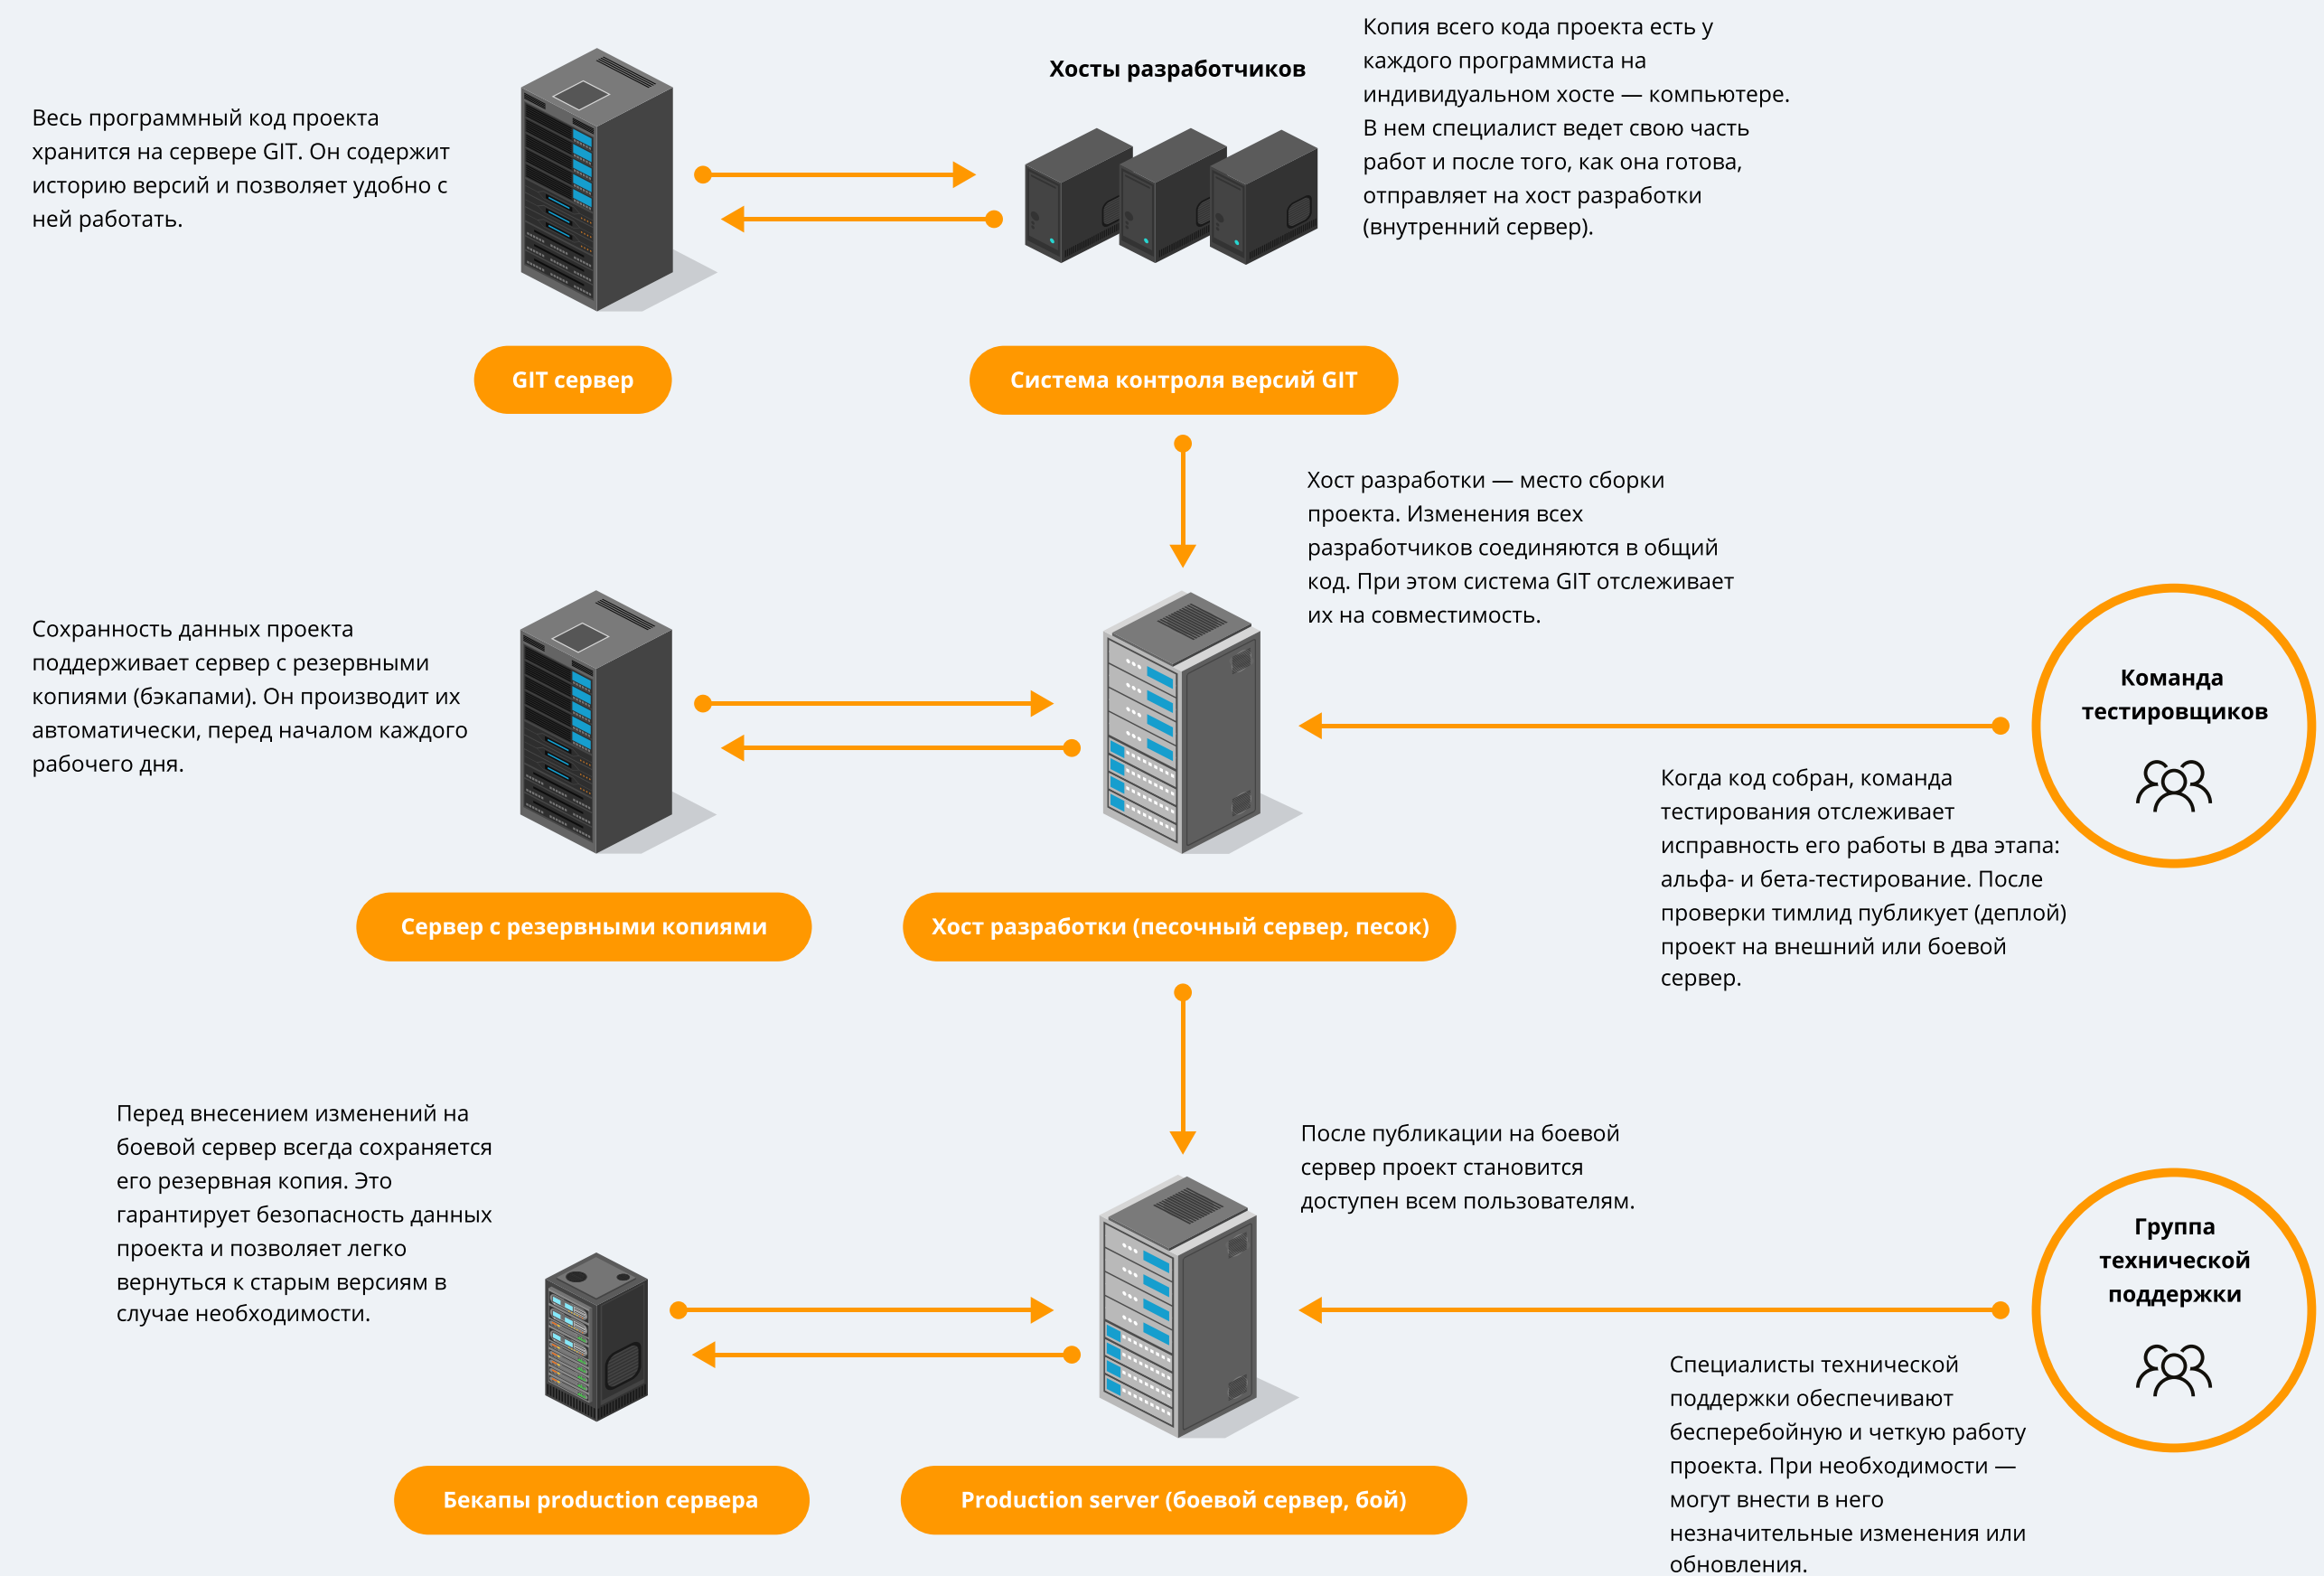 Весь программный код проекта
хранится на сервере GIT. Он содержит
историю версий и позволяет удобно с
ней работать.
GIT сервер
Хосты разработчиков
Копия всего кода проекта есть у
каждого программиста на
индивидуальном хосте — компьютере.
В нем специалист ведет свою часть
работ и после того, как она готова,
отправляет на хост разработки
(внутренний сервер).
Система контроля версий GIT
Сохранность данных проекта
поддерживает сервер с резервными
копиями (бэкапами). Он производит их
автоматически, перед началом каждого
рабочего дня.
Сервер с резервными копиями
Хост разработки — место сборки
проекта. Изменения всех
разработчиков соединяются в общий
код. При этом система GIT отслеживает
их на совместимость.
Хост разработки (песочный сервер, песок)
Команда
тестировщиков
Когда код собран, команда
тестирования отслеживает
исправность его работы в два этапа:
альфа- и бета-тестирование. После
проверки тимлид публикует (деплой)
проект на внешний или боевой
сервер.
Перед внесением изменений на
боевой сервер всегда сохраняется
его резервная копия. Это
гарантирует безопасность данных
проекта и позволяет легко
вернуться к старым версиям в
случае необходимости.
Бекапы production сервера
После публикации на боевой
сервер проект становится
доступен всем пользователям.
Production server (боевой сервер, бой)
Группа
технической
поддержки
Специалисты технической
поддержки обеспечивают
бесперебойную и четкую работу
проекта. При необходимости —
могут внести в него
незначительные изменения или
обновления.